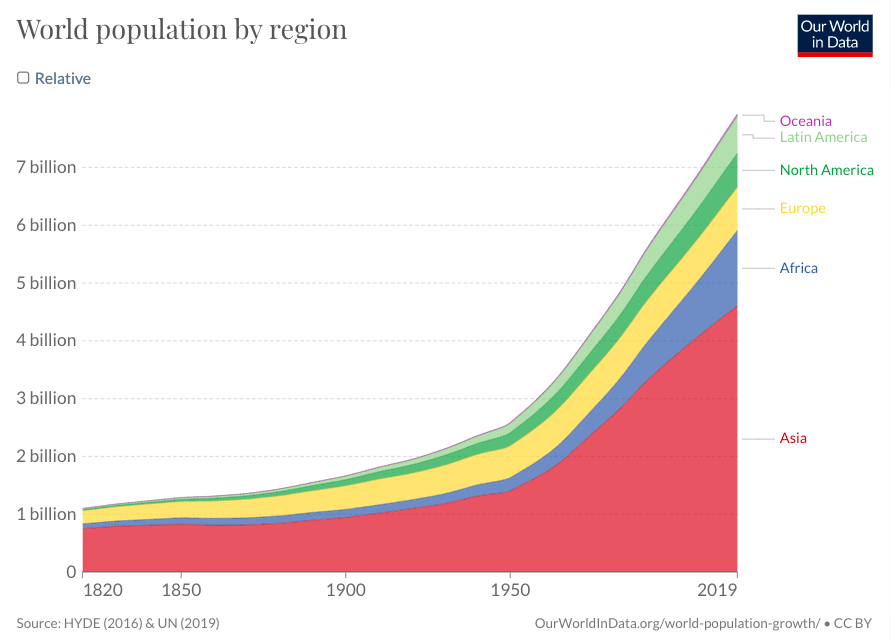 World population by region
Our World
in Data
Relative
Oceania
Latin America
7 billion
North America
6 billion
Europe
5 billion
Africa
4 billion
3 billion
2 billion
Asia
1 billion
0
1820
1850
1900
1950
2019
Source: HYDE (2016) & UN (2019)
OurWorldInData.org/world-population-growth/ • CC BY